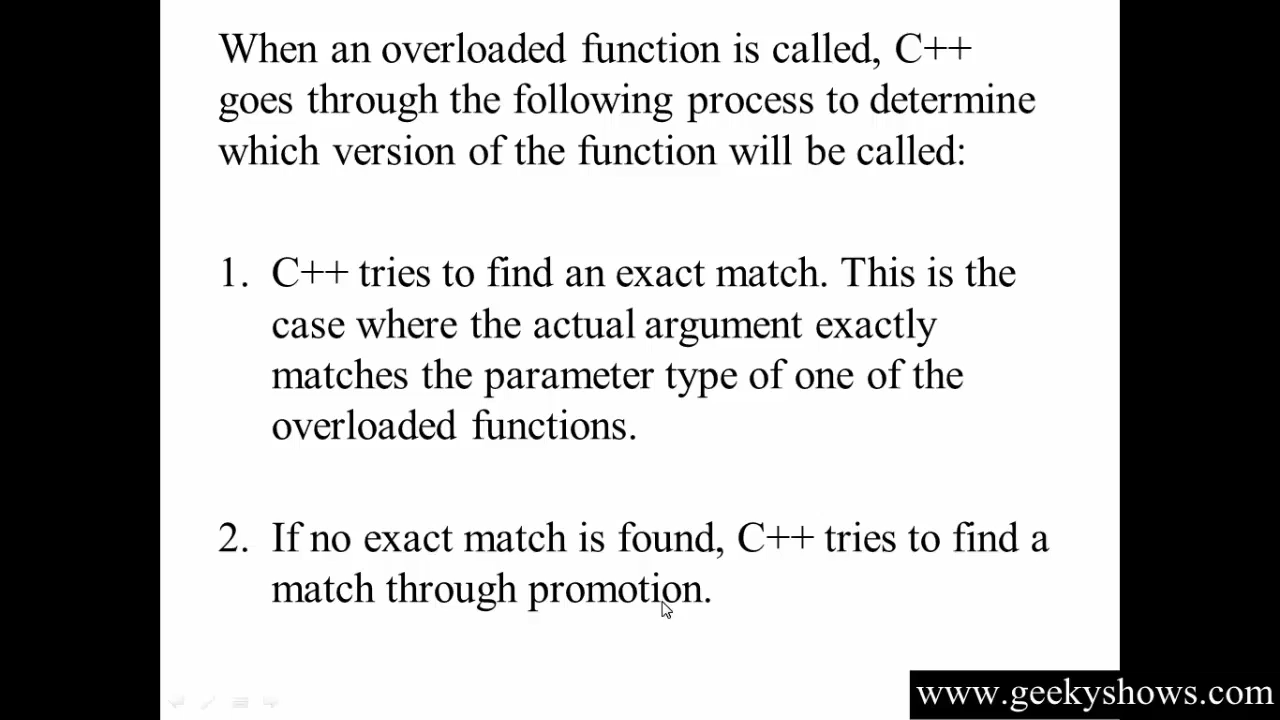 When an overloaded function is called, C++
goes through the following process to determine
which version of the function will be called:
1. C++ tries to find an exact match. This is the
case where the actual argument exactly
matches the parameter type of one of the
overloaded functions.
2. If no exact match is found, C++ tries to find a
match through promotion.
www.geekyshows.com